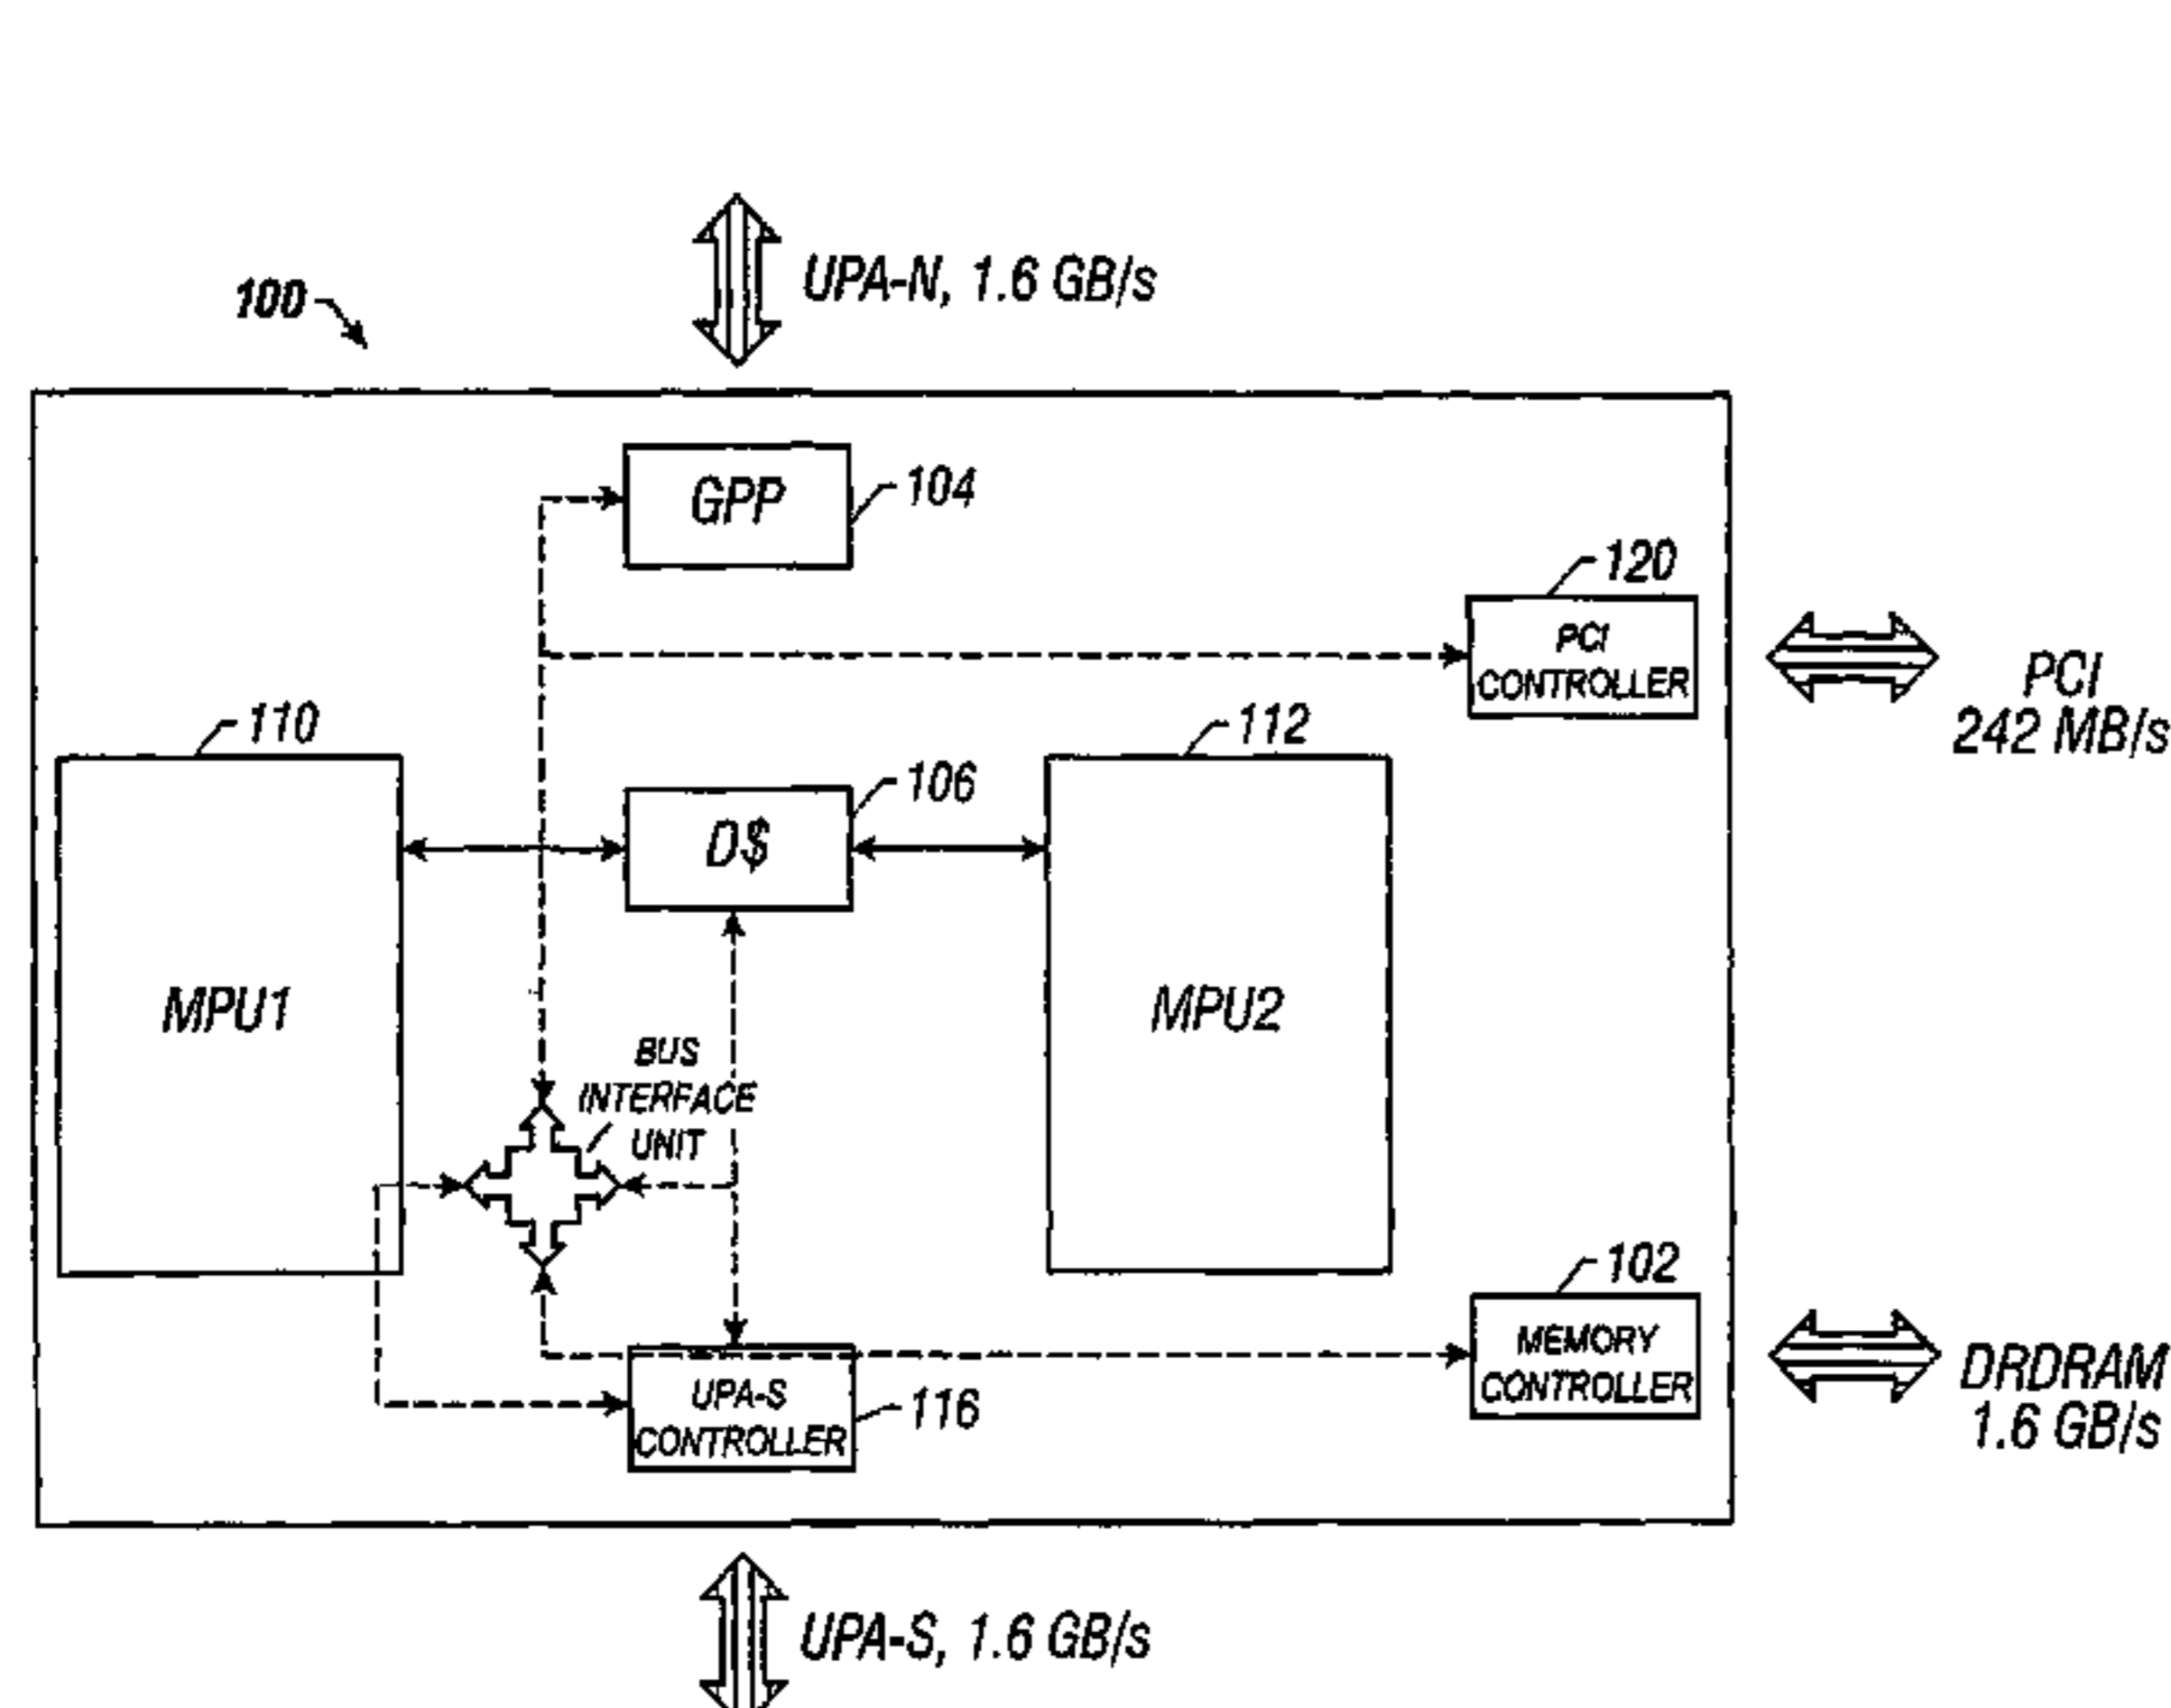 UPA-N, 1.6 GB/s
100
GPP
104
120
PCI
CONTROLLER
PCI
242 MB/s
110
112
106
D$
MPU1
MPU2
BUS
INTERFACE
UNIT
102
MEMORY
CONTROLLER
DRDRAM
1.6 GB/s
UPA-S
CONTROLLER
116
UPA-S, 1.6 GB/s